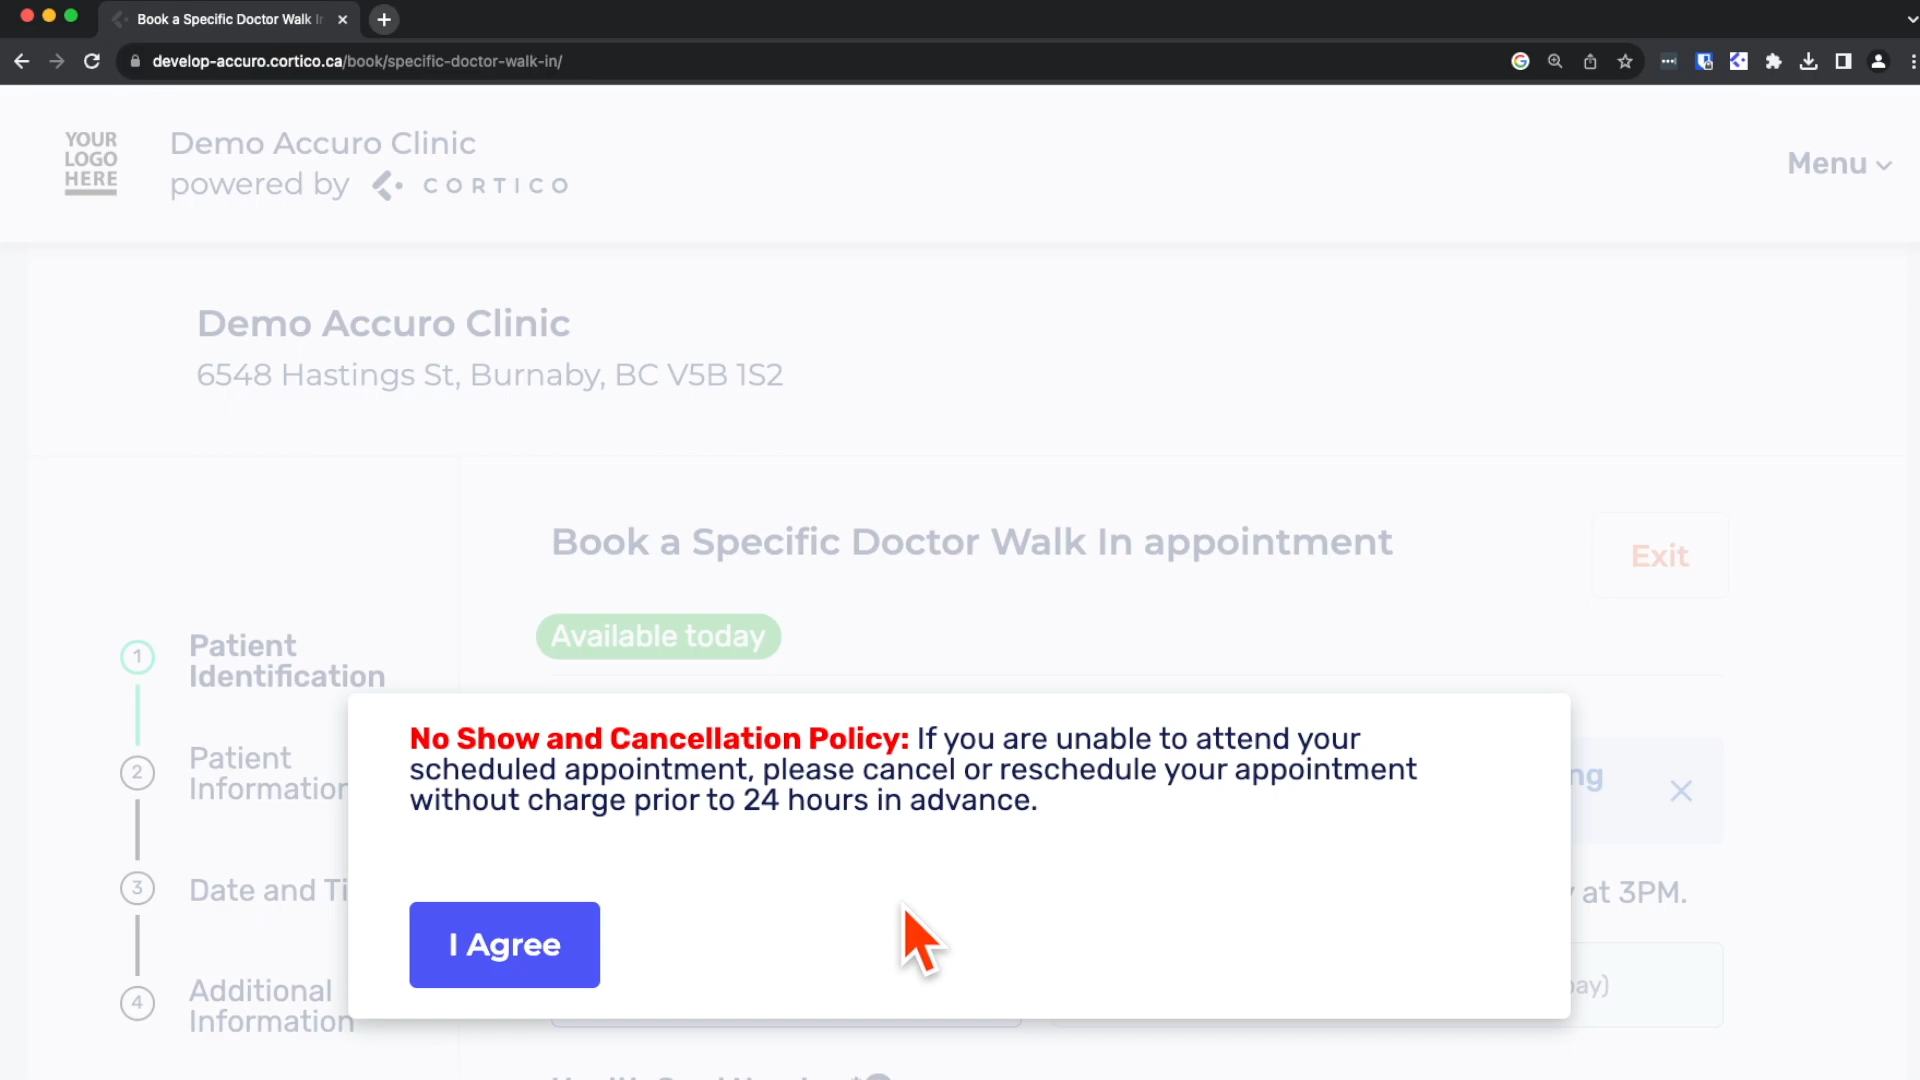 Book a Specific Doctor Walk I
develop-accuro.cortico.ca/book/specific-doctor-walk-in/
YOUR
LOGO
HERE
Demo Accuro Clinic
powered by CORTICO
Menu
Demo Accuro Clinic
6548 Hastings St, Burnaby, BC V5B 1S2
Book a Specific Doctor Walk In appointment
Exit
Available today
1 Patient
Identification
2 Patient
Information
3 Date and Ti
4 Additional
Information
No Show and Cancellation Policy: If you are unable to attend your
scheduled appointment, please cancel or reschedule your appointment
without charge prior to 24 hours in advance.
I Agree
ng
at 3PM.
pay)